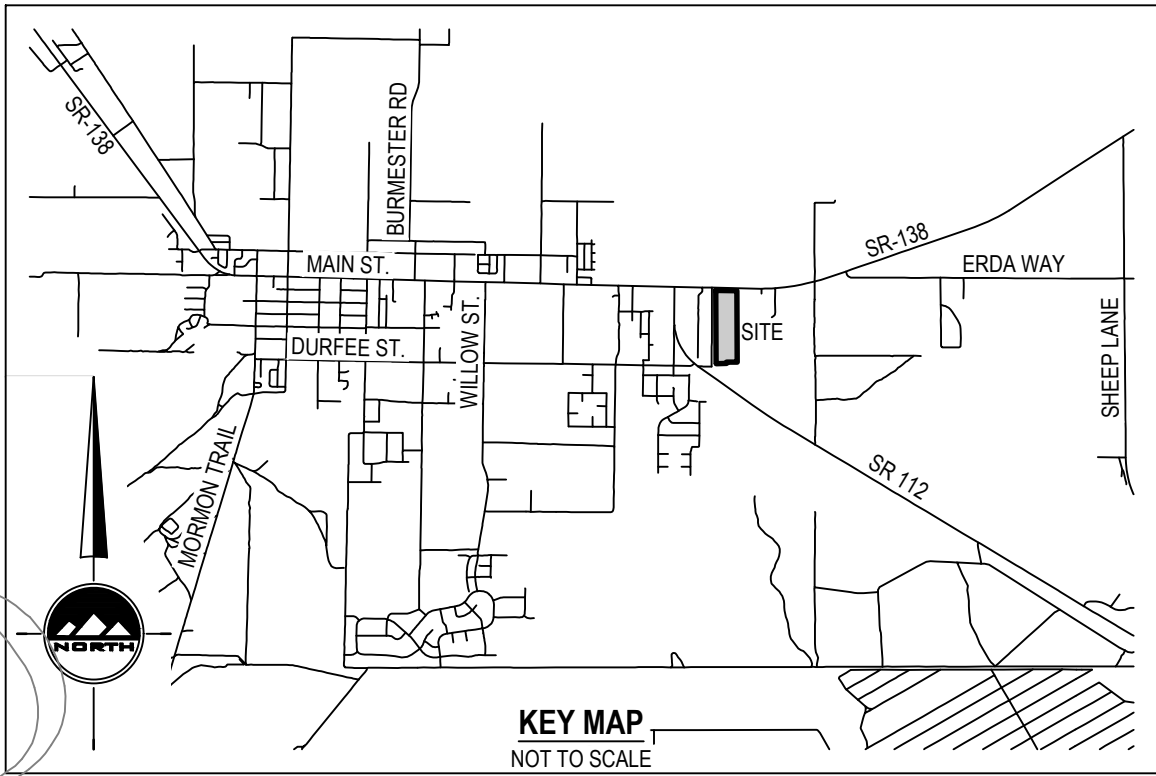 SR-138
BURMESTER RD
MAIN ST.
SR-138
ERDA WAY
SITE
DURFEE ST.
WILLOW ST.
SHEEP LANE
MORMON TRAIL
SR 112
NORTH
KEY MAP
NOT TO SCALE